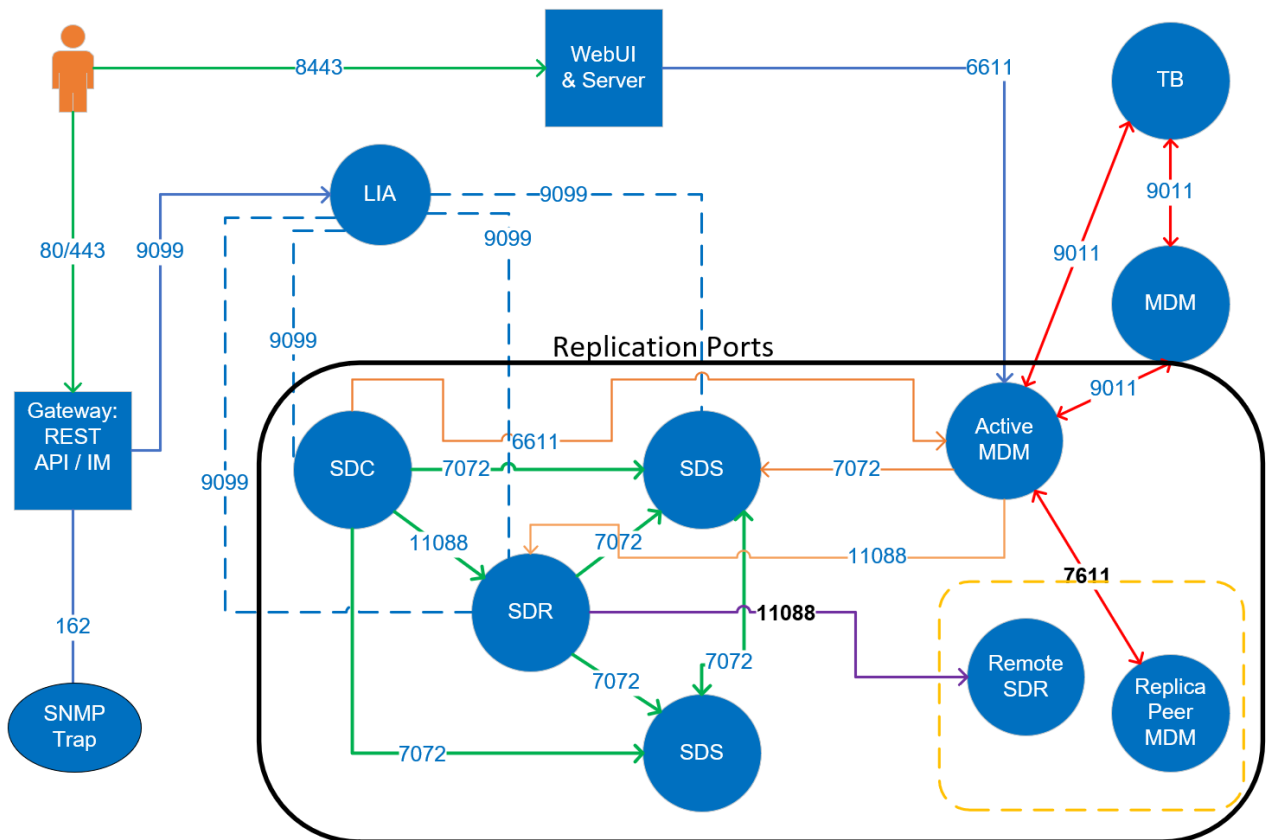 8443
WebUI
& Server
6611
TB
LIA
9099
9099
80/443
9099
9011
9011
MDM
9099
Replication Ports
9011
Gateway:
REST
API / IM
Active
MDM
6611
SDC
7072
SDS
7072
9099
11088
7072
11088
7611
SDR
11088
162
7072
7072
Remote
SDR
Replica
Peer
MDM
SNMP
Trap
7072
SDS